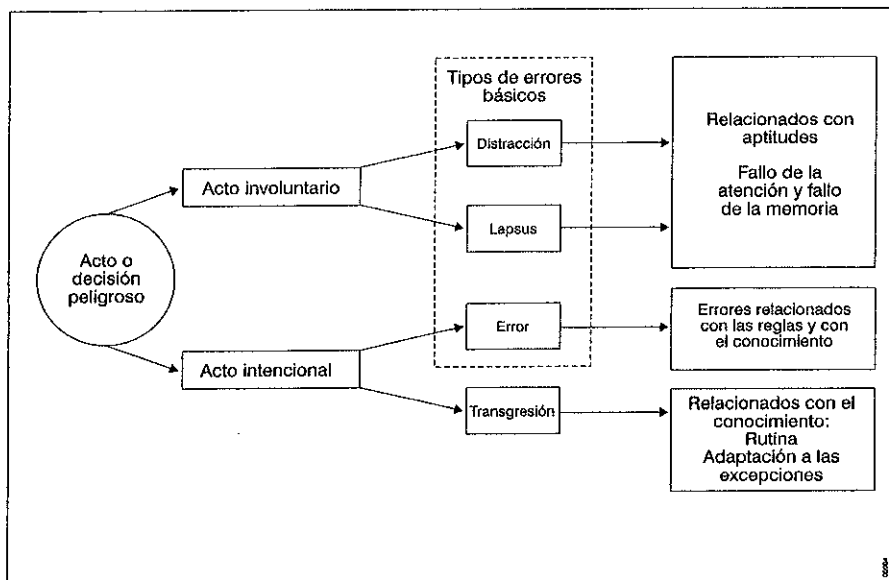 Tipos de errores
básicos
Distracción
Relacionados con
aptitudes
Fallo de la
atención y fallo
de la memoria
Acto involuntario
Lapsus
Acto o
decisión
peligroso
Error
Errores relacionados
con las reglas y con
el conocimiento
Acto intencional
Transgresión
Relacionados con el
conocimiento:
Rutina
Adaptación a las
excepciones